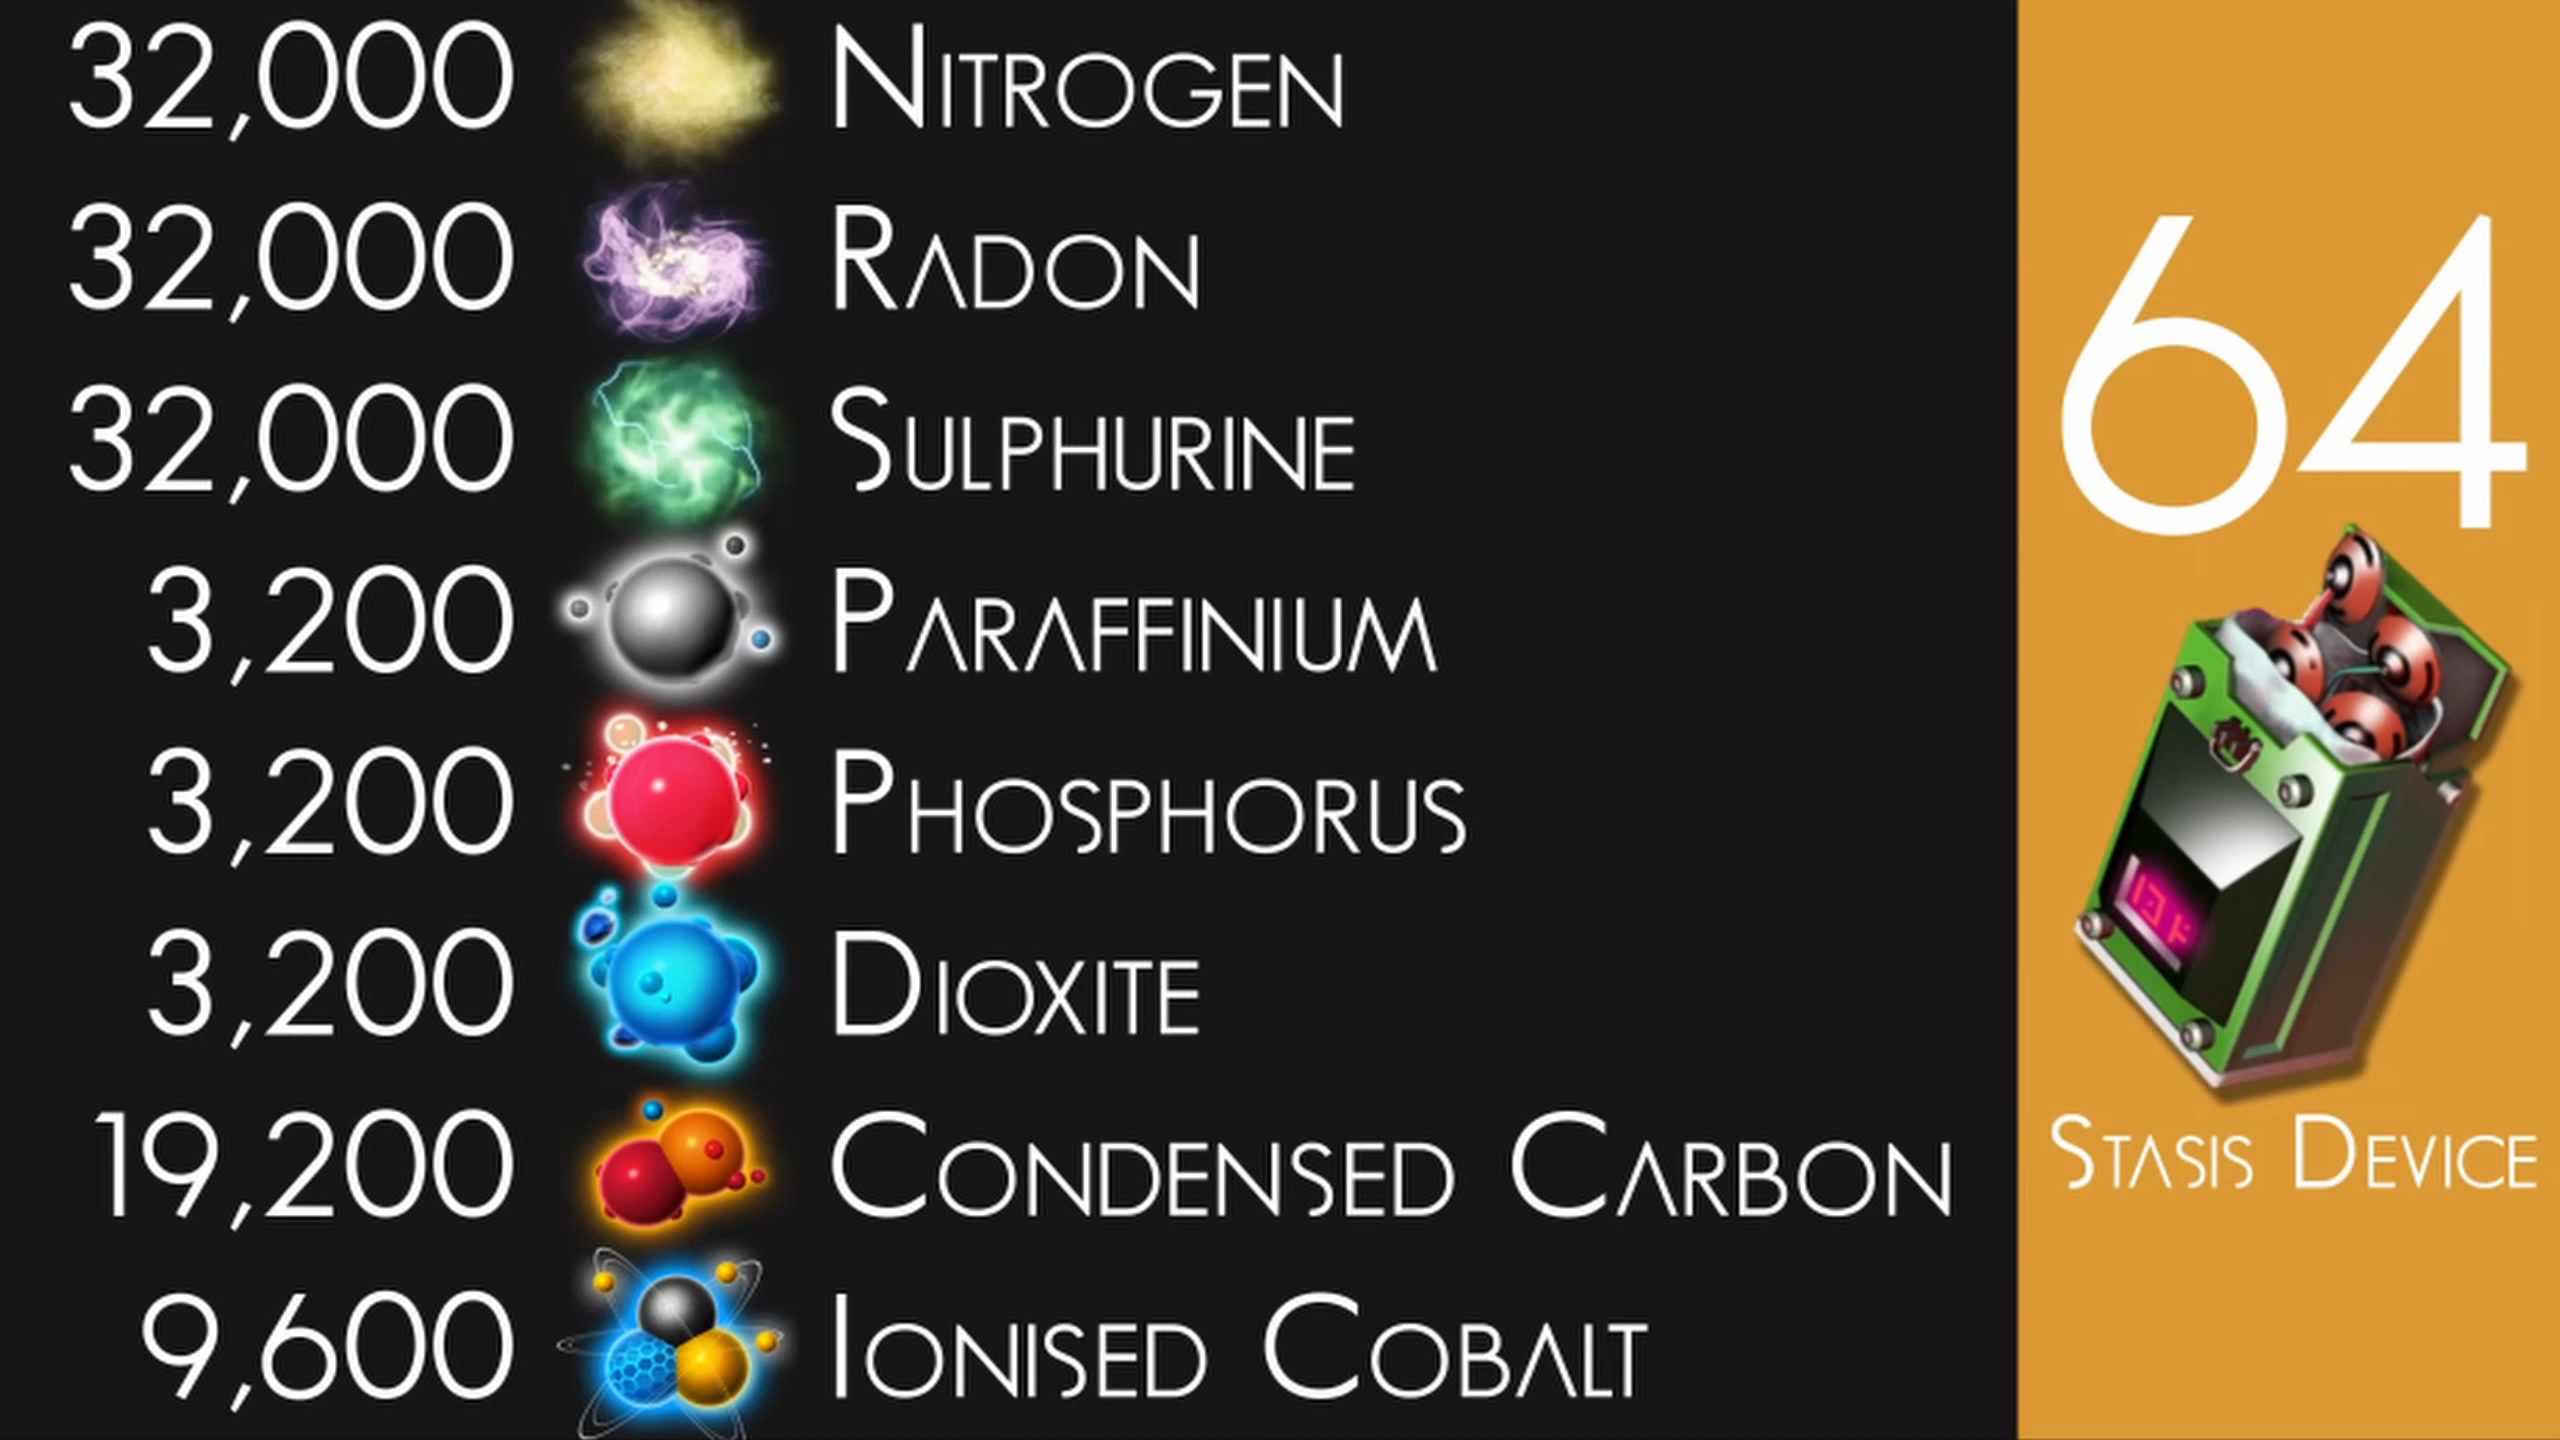 32,000 NITROGEN
32,000 RADON
32,000 SULPHURINE
3,200 PARAFFINIUM
3,200 PHOSPHORUS
3,200 DIOXITE
19,200 CONDENSED CARBON
9,600 IONISED COBALT
64
STASIS DEVICE